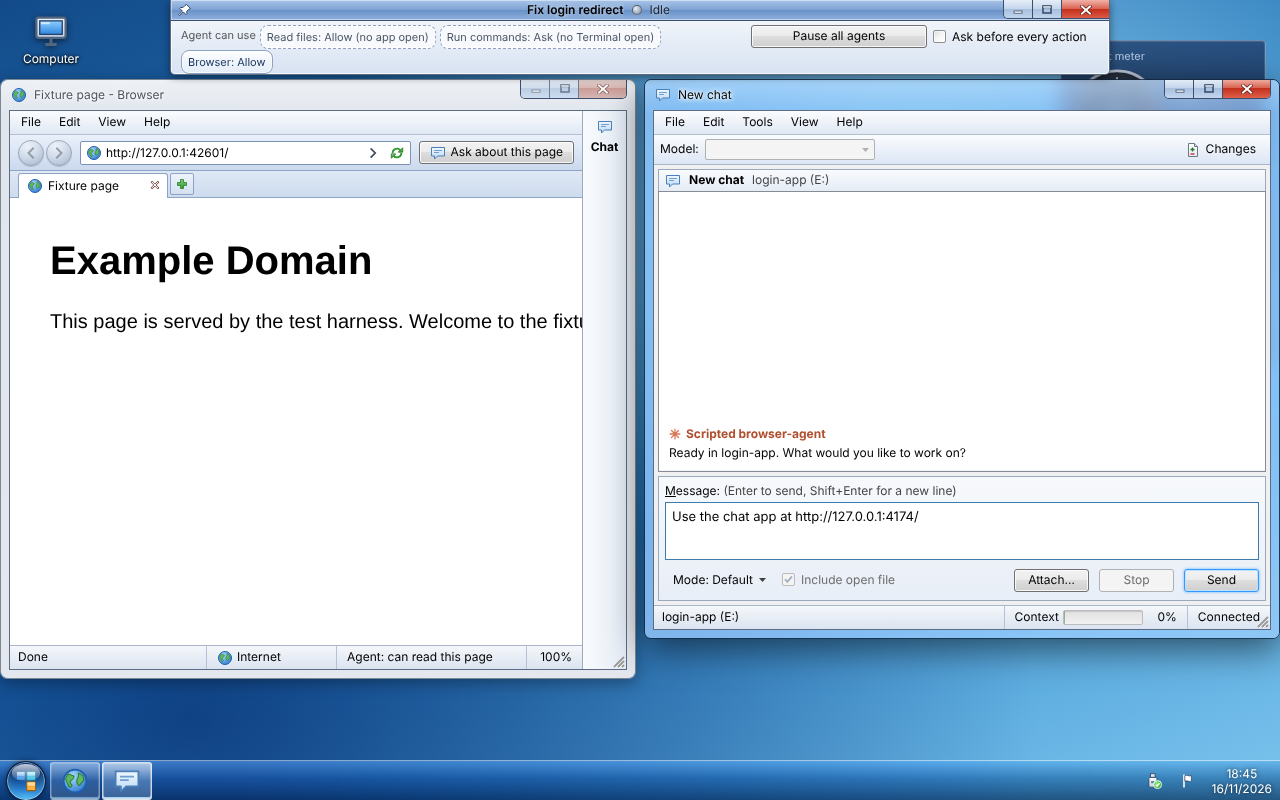 Computer
Fix login redirect Idle
Agent can use Read files: Allow (no app open) Run commands: Ask (no Terminal open)
Browser: Allow
Pause all agents Ask before every action
meter
Fixture page - Browser
File Edit View Help
http://127.0.0.1:42601/ Ask about this page
Fixture page
Example Domain
This page is served by the test harness. Welcome to the
Chat
Done Internet Agent: can read this page 100%
New chat
File Edit Tools View Help
Model: Changes
New chat login-app (E:)
Scripted browser-agent
Ready in login-app. What would you like to work on?
Message: (Enter to send, Shift+Enter for a new line)
Use the chat app at http://127.0.0.1:4174/
Mode: Default Include open file Attach... Stop Send
login-app (E:) Context 0% Connected
18:45
16/11/2026